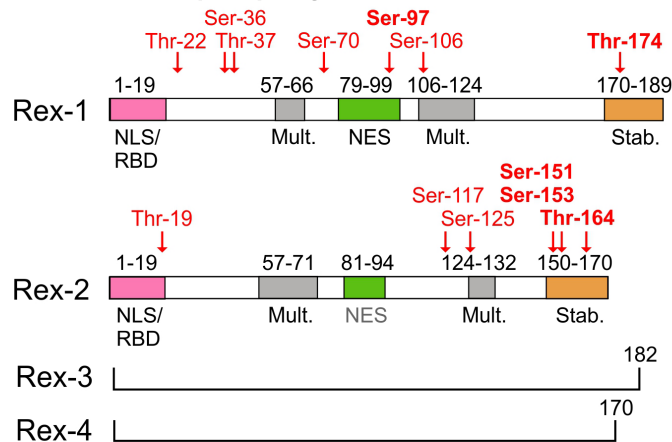 Ser-36 Ser-97
Thr-22 Thr-37 Ser-70 Ser-106 Thr-174
1-19 57-66 79-99 106-124 170-189
Rex-1
NLS/ Mult. NES Mult. Stab.
RBD
Ser-151
Ser-117 Ser-153
Thr-19 Ser-125 Thr-164
1-19 57-71 81-94 124-132 150-170
Rex-2
NLS/ Mult. NES Mult. Stab.
RBD
182
Rex-3
170
Rex-4